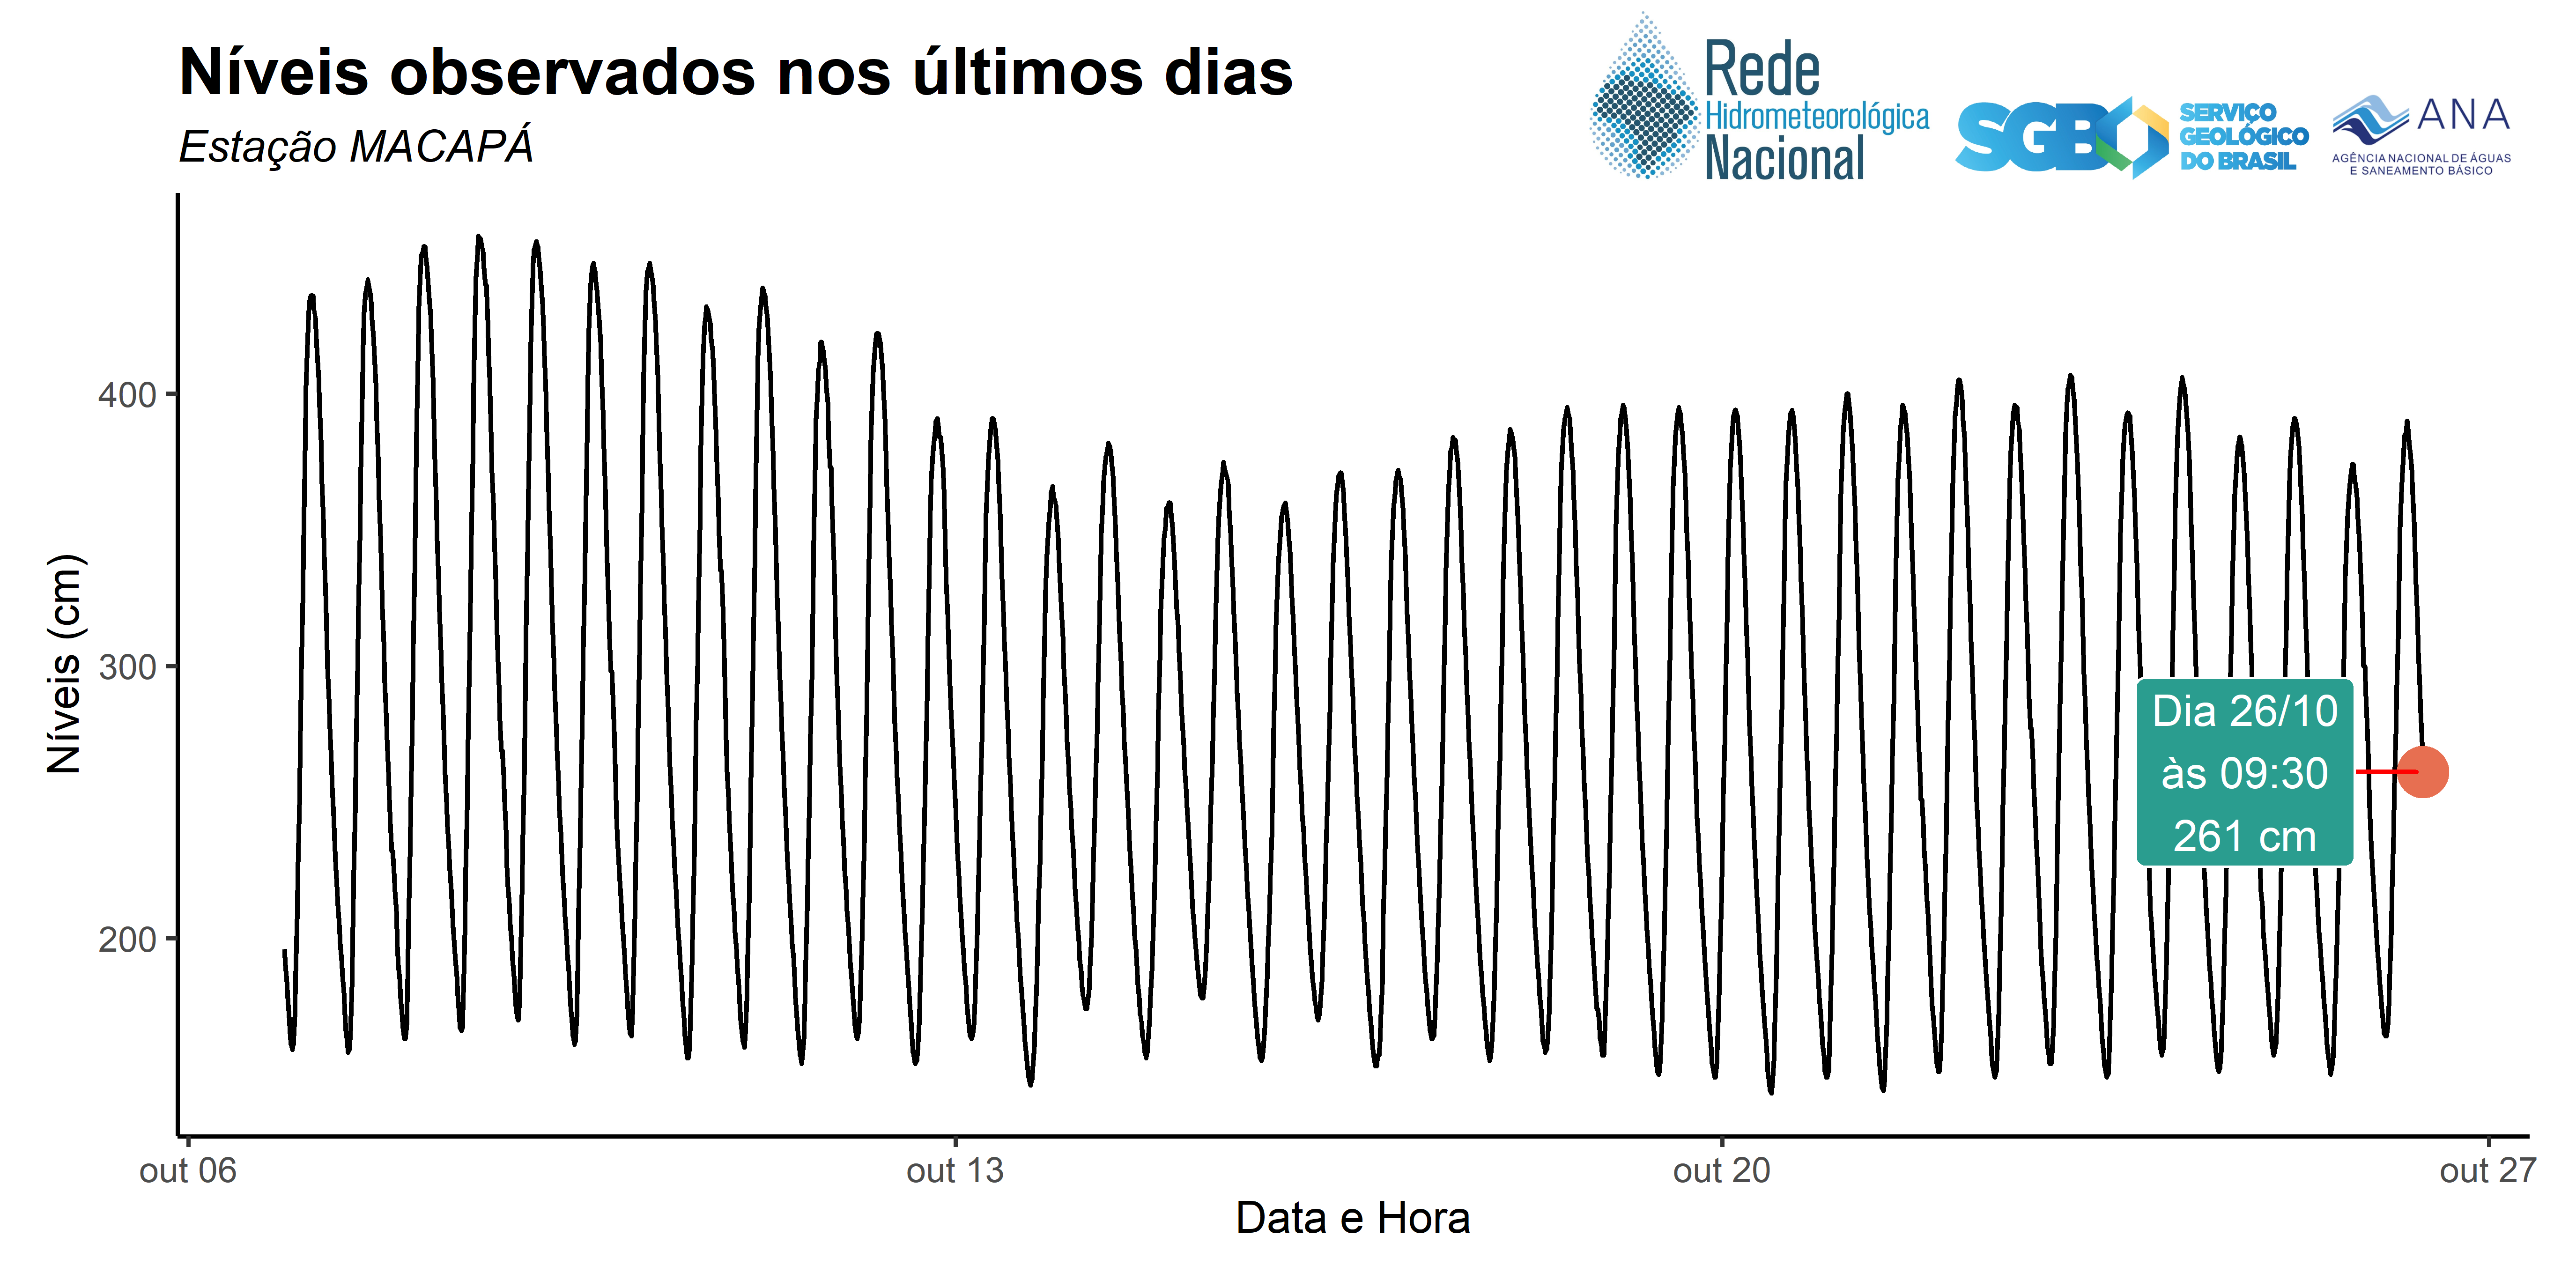 Níveis observados nos últimos dias
Estação MACAPÁ
Rede
Hidrometeorológica
Nacional
SGB
SERVIÇO
GEOLÓGICO
DO BRASIL
ANA
AGÊNCIA NACIONAL DE ÁGUAS
E SANEAMENTO BÁSICO
Níveis (cm)
400
300
200
Dia 26/10
às 09:30
261 cm
out 06
out 13
out 20
out 27
Data e Hora